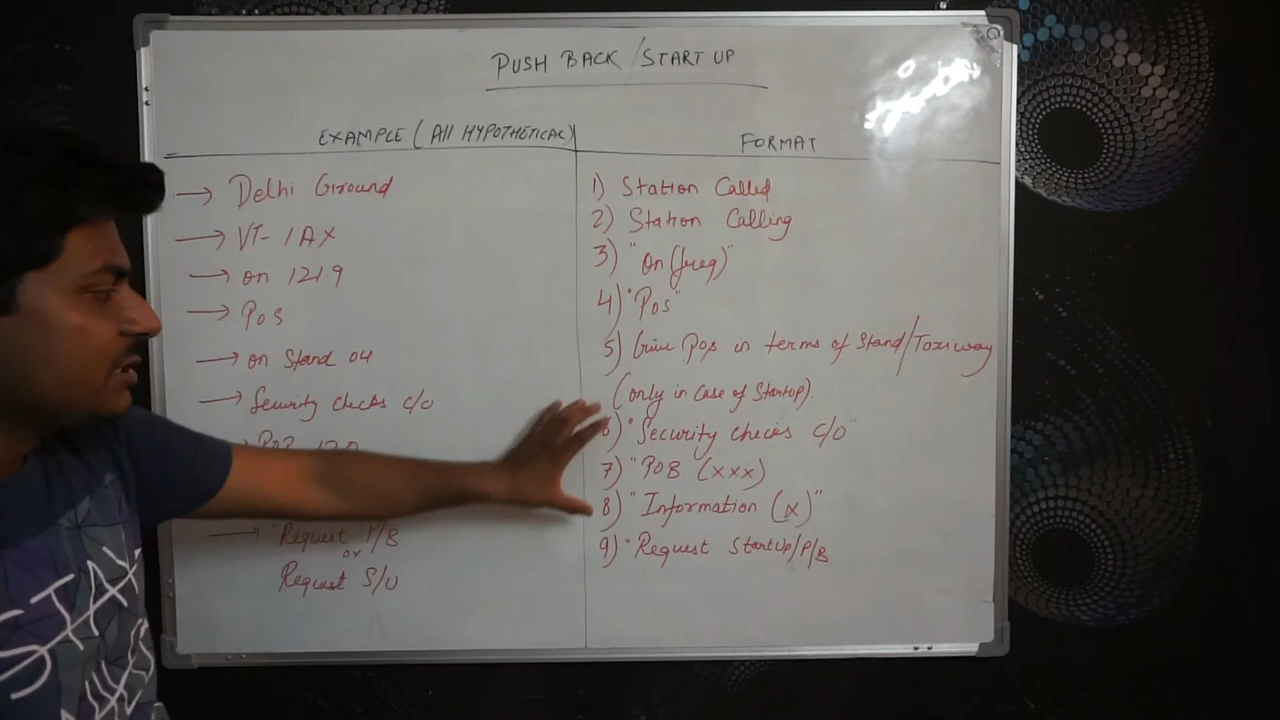 PUSH BACK/START UP
EXAMPLE (All HYPOTHETICAL)
→ Delhi Ground
→ VT-IAX
→ on 121.9
→ Pos
→ on Stand 04
→ Security checks c/o
→ "Request P/B
or
Request S/U
FORMAT
1) Station Called
2) Station Calling
3) "On (freq)"
4) "Pos"
5) Give Pos in terms of Stand/Taxiway
(only in case of Startup).
6) "Security checks c/o"
7) "POB (xxx)
8) "Information (x)"
9) "Request StartUp/P/B
STAX